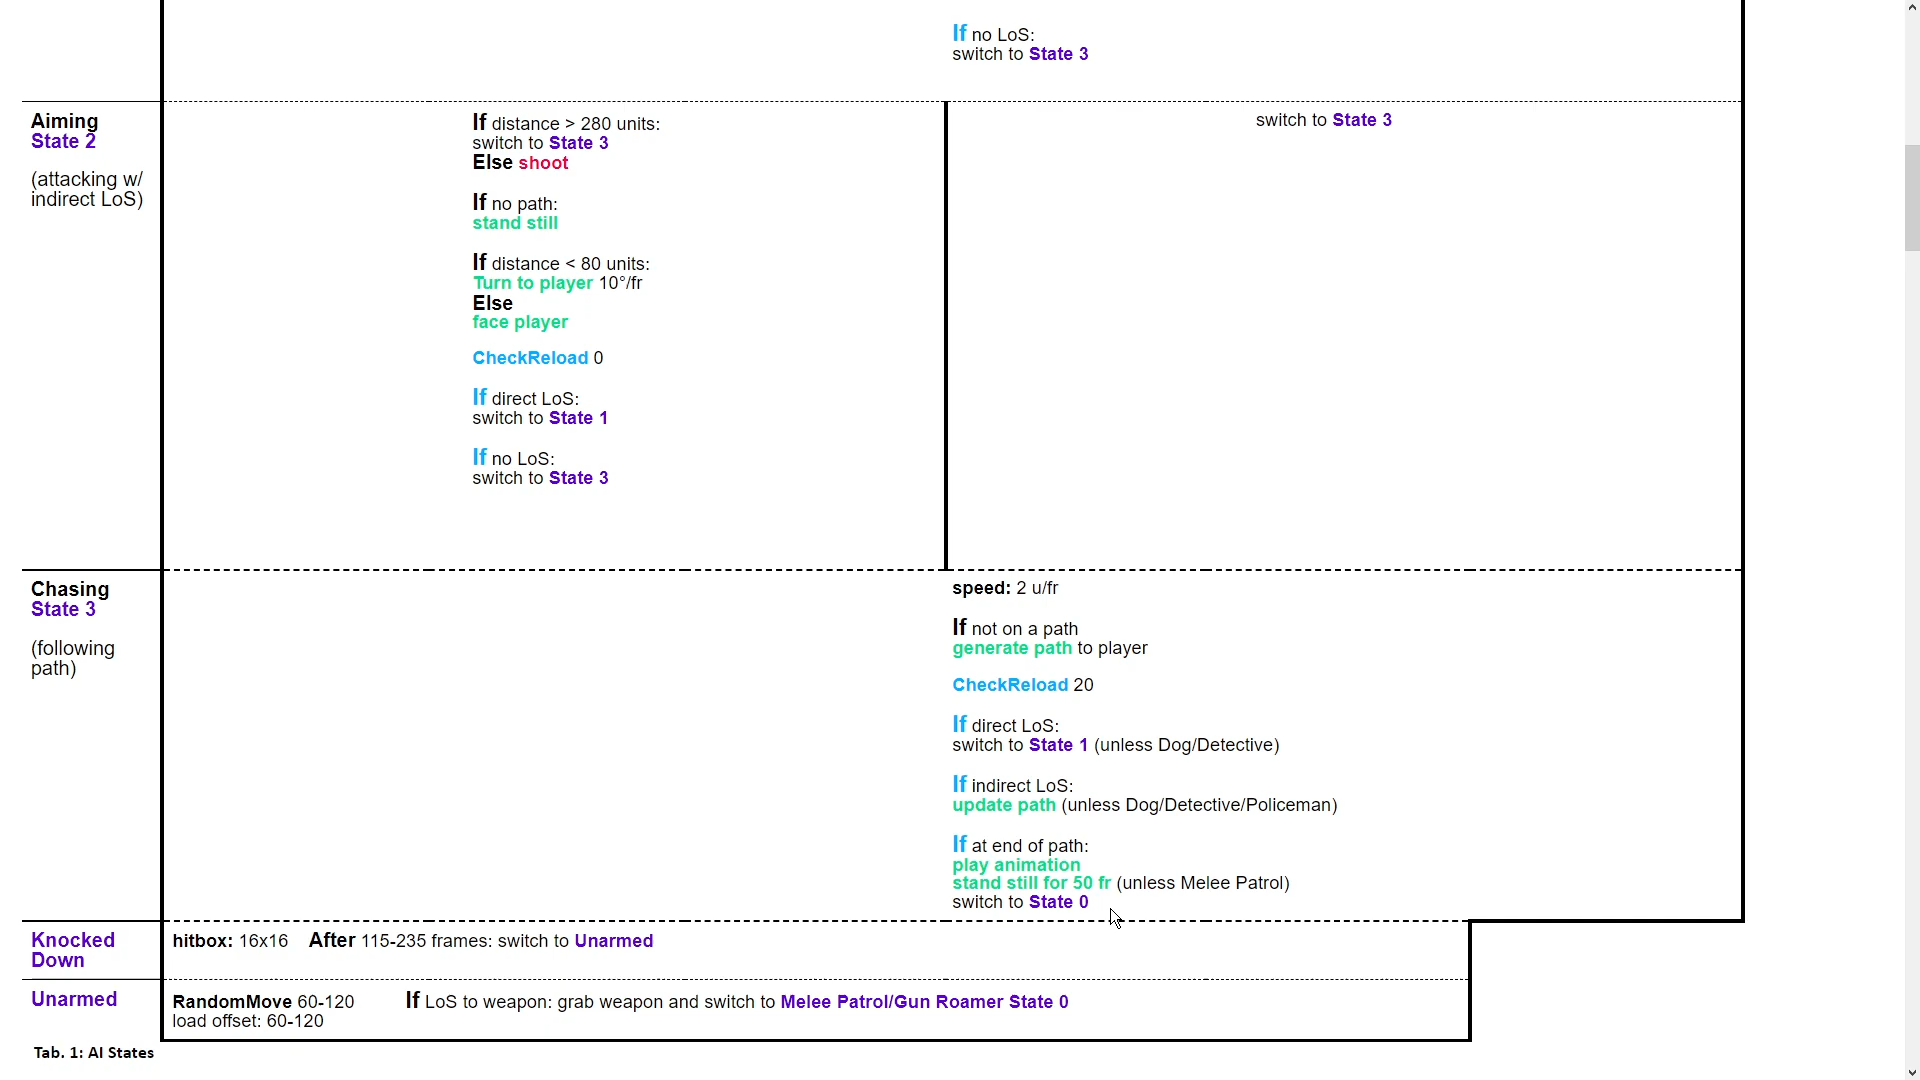 If no LoS:
switch to State 3
Aiming
State 2
(attacking w/
indirect LoS)
If distance > 280 units:
switch to State 3
Else shoot
If no path:
stand still
If distance < 80 units:
Turn to player 10°/fr
Else
face player
CheckReload 0
If direct LoS:
switch to State 1
If no LoS:
switch to State 3
switch to State 3
Chasing
State 3
(following
path)
speed: 2 u/fr
If not on a path
generate path to player
CheckReload 20
If direct LoS:
switch to State 1 (unless Dog/Detective)
If indirect LoS:
update path (unless Dog/Detective/Policeman)
If at end of path:
play animation
stand still for 50 fr (unless Melee Patrol)
switch to State 0
Knocked
Down
hitbox: 16x16 After 115-235 frames: switch to Unarmed
Unarmed
RandomMove 60-120 If LoS to weapon: grab weapon and switch to Melee Patrol/Gun Roamer State 0
load offset: 60-120
Tab. 1: AI States